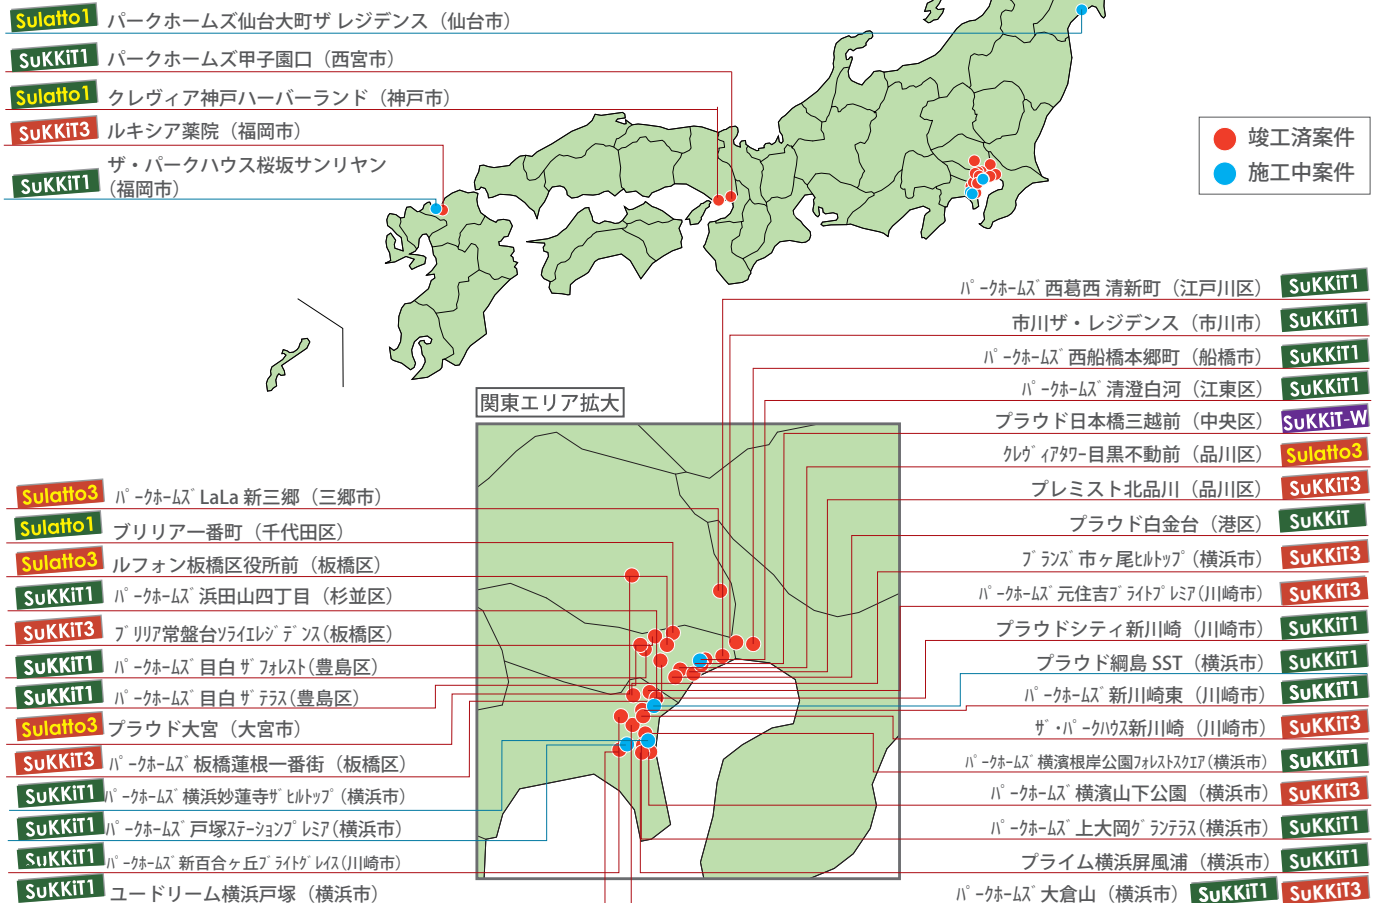 Sulatto1 パークホームズ仙台大町ザ レジデンス（仙台市）
SuKKiT1 パークホームズ甲子園口（西宮市）
Sulatto1 クレヴィア神戸ハーバーランド（神戸市）
SuKKiT3 ルキシア薬院（福岡市）
SuKKiT1 ザ・パークハウス桜坂サンリヤン
（福岡市）
竣工済案件
施工中案件
関東エリア拡大
ﾊﾟｰｸﾎｰﾑｽﾞ 西葛西 清新町（江戸川区） SuKKiT1
市川ザ・レジデンス（市川市） SuKKiT1
ﾊﾟｰｸﾎｰﾑｽﾞ 西船橋本郷町（船橋市） SuKKiT1
ﾊﾟｰｸﾎｰﾑｽﾞ 清澄白河（江東区） SuKKiT1
プラウド日本橋三越前（中央区） SuKKiT-W
ｸﾚｳﾞｨｱﾀﾜｰ目黒不動前（品川区） Sulatto3
プレミスト北品川（品川区） SuKKiT3
プラウド白金台（港区） SuKKiT
ﾌﾞﾗﾝｽﾞ 市ヶ尾ﾋﾙﾄｯﾌﾟ（横浜市） SuKKiT3
ﾊﾟｰｸﾎｰﾑｽﾞ 元住吉ﾌﾞﾗｲﾄﾌﾟﾚﾐｱ（川崎市） SuKKiT3
プラウドシティ新川崎（川崎市） SuKKiT1
プラウド綱島 SST（横浜市） SuKKiT1
ﾊﾟｰｸﾎｰﾑｽﾞ 新川崎東（川崎市） SuKKiT1
ｻﾞ・ﾊﾟｰｸﾊｳｽ新川崎（川崎市） SuKKiT3
ﾊﾟｰｸﾎｰﾑｽﾞ 横濱根岸公園ﾌｫﾚｽﾄｽｸｴｱ（横浜市） SuKKiT1
ﾊﾟｰｸﾎｰﾑｽﾞ 横濱山下公園（横浜市） SuKKiT3
ﾊﾟｰｸﾎｰﾑｽﾞ 上大岡ｸﾞﾗﾝﾃﾗｽ（横浜市） SuKKiT1
プライム横浜屏風浦（横浜市） SuKKiT1
ﾊﾟｰｸﾎｰﾑｽﾞ 大倉山（横浜市） SuKKiT1 SuKKiT3
Sulatto3 ﾊﾟｰｸﾎｰﾑｽﾞ LaLa 新三郷（三郷市）
Sulatto1 ブリリア一番町（千代田区）
Sulatto3 ルフォン板橋区役所前（板橋区）
SuKKiT1 ﾊﾟｰｸﾎｰﾑｽﾞ 浜田山四丁目（杉並区）
SuKKiT3 ﾌﾞﾘﾘｱ常盤台ｿﾗｲｴﾚｼﾞﾃﾞﾝｽ（板橋区）
SuKKiT1 ﾊﾟｰｸﾎｰﾑｽﾞ 目白 ｻﾞ ﾌｫﾚｽﾄ（豊島区）
SuKKiT1 ﾊﾟｰｸﾎｰﾑｽﾞ 目白 ｻﾞ ﾃﾗｽ（豊島区）
Sulatto3 プラウド大宮（大宮市）
SuKKiT3 ﾊﾟｰｸﾎｰﾑｽﾞ 板橋蓮根一番街（板橋区）
SuKKiT1 ﾊﾟｰｸﾎｰﾑｽﾞ 横浜妙蓮寺ｻﾞ ﾋﾙﾄｯﾌﾟ（横浜市）
SuKKiT1 ﾊﾟｰｸﾎｰﾑｽﾞ 戸塚ｽﾃｰｼｮﾝﾌﾟﾚﾐｱ（横浜市）
SuKKiT1 ﾊﾟｰｸﾎｰﾑｽﾞ 新百合ヶ丘ﾌﾞﾗｲﾄｸﾞﾚｲｽ（川崎市）
SuKKiT1 ユードリーム横浜戸塚（横浜市）